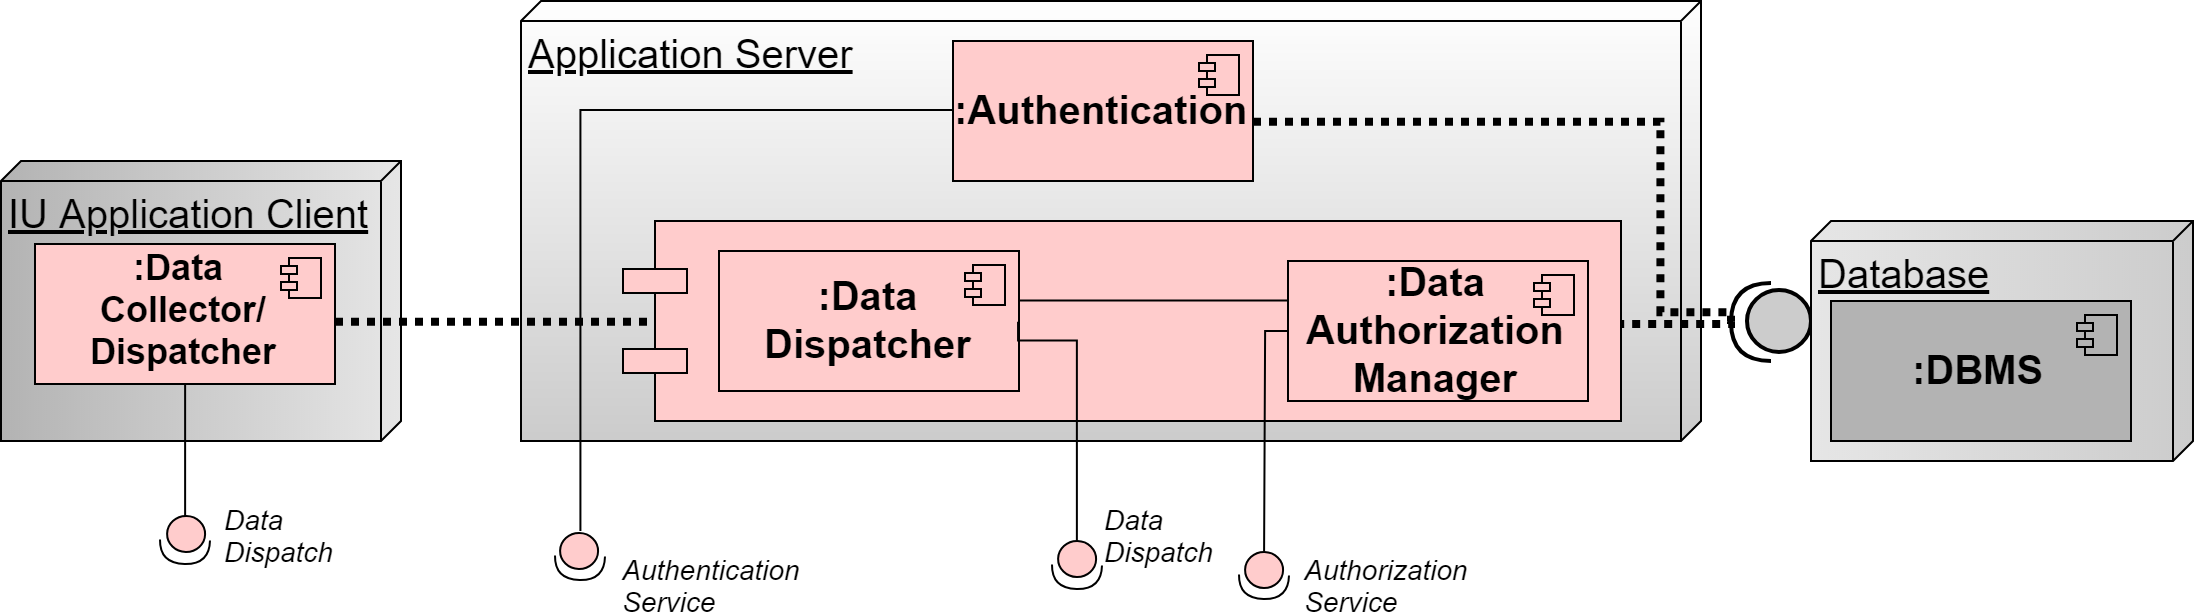 Application Server
:Authentication
IU Application Client
:Data
Collector/
Dispatcher
:Data
Dispatcher
:Data
Authorization
Manager
Database
:DBMS
Data
Dispatch
Authentication
Service
Data
Dispatch
Authorization
Service